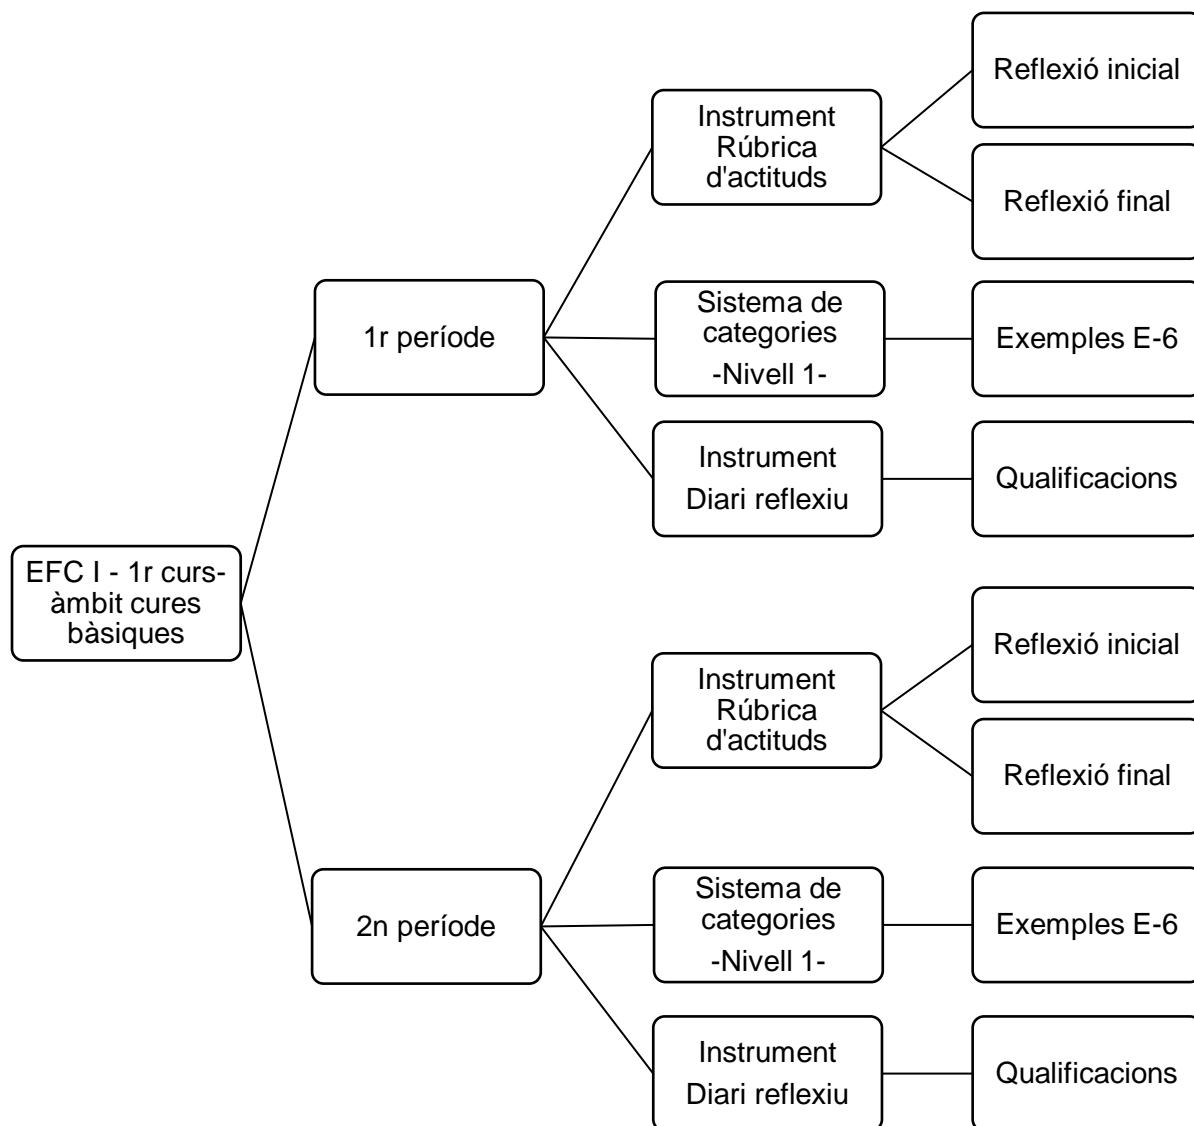 EFC I - 1r curs-
àmbit cures
bàsiques
1r període
Instrument
Rúbrica
d'actituds
Reflexió inicial
Reflexió final
Sistema de
categories
-Nivell 1-
Exemples E-6
Instrument
Diari reflexiu
Qualificacions
2n període
Instrument
Rúbrica
d'actituds
Reflexió inicial
Reflexió final
Sistema de
categories
-Nivell 1-
Exemples E-6
Instrument
Diari reflexiu
Qualificacions